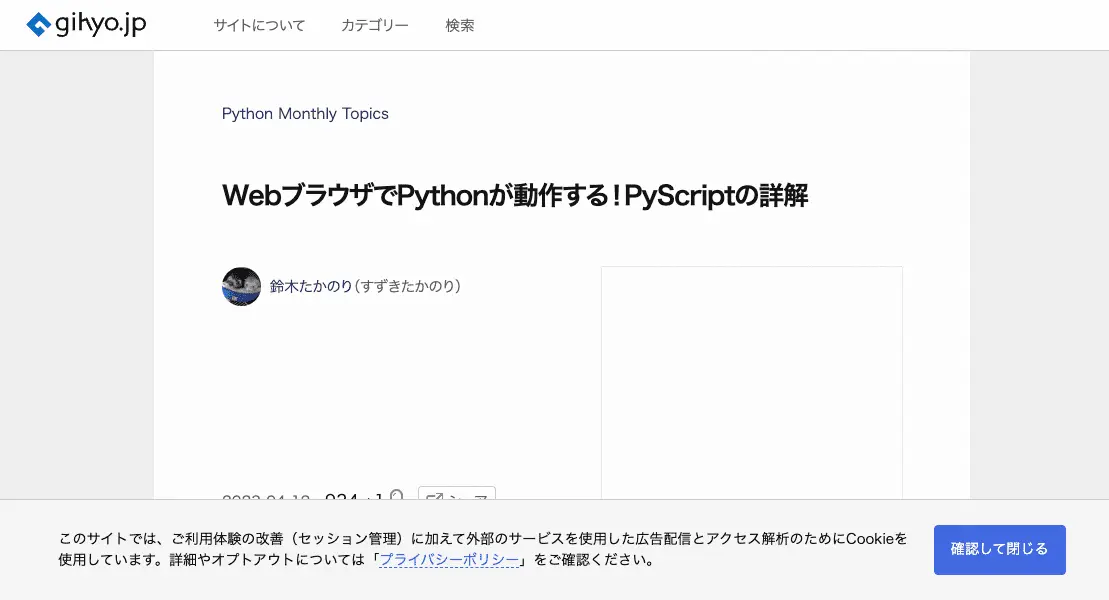 gihyo.jp
サイトについて
カテゴリー
検索
Python Monthly Topics
WebブラウザでPythonが動作する！PyScriptの詳解
鈴木たかのり(すずきたかのり)
このサイトでは、ご利用体験の改善（セッション管理）に加えて外部のサービスを使用した広告配信とアクセス解析のためにCookieを
使用しています。詳細やオプトアウトについては「プライバシーポリシー」をご確認ください。
確認して閉じる